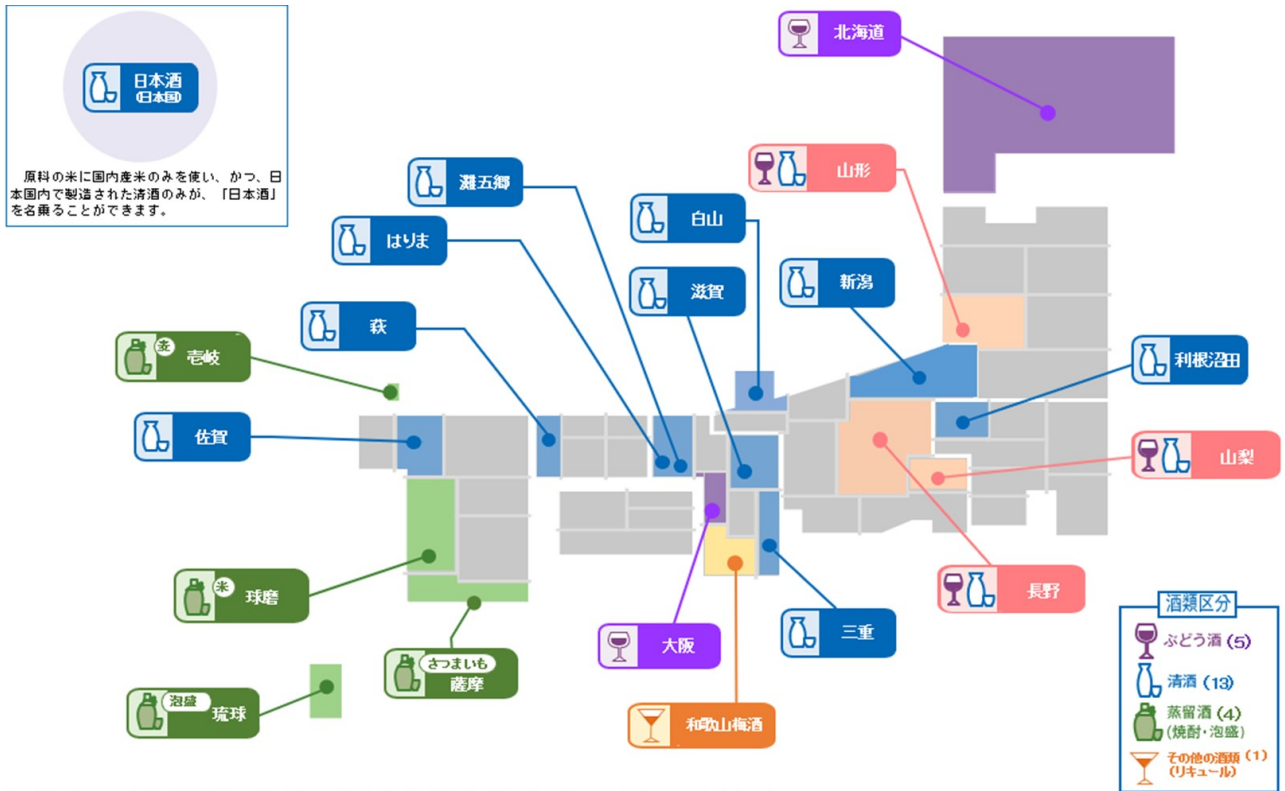 日本酒
(日本国)
原料の米に国内産米のみを使い、かつ、日
本国内で製造された清酒のみが、「日本酒」
を名乗ることができます。
北海道
山形
灘五郷
白山
はりま
新潟
滋賀
萩
麦
壱岐
利根沼田
佐賀
山梨
米
球磨
長野
大阪
三重
さつまいも
薩摩
泡盛
琉球
和歌山梅酒
酒類区分
ぶどう酒 (5)
清酒 (13)
蒸留酒 (4)
(焼酎・泡盛)
その他の酒類 (1)
(リキュール)